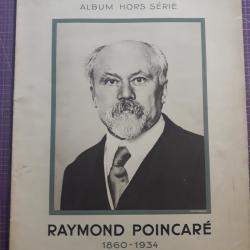 ALBUM HORS SÉRIE
RAYMOND POINCARÉ
1860-1934